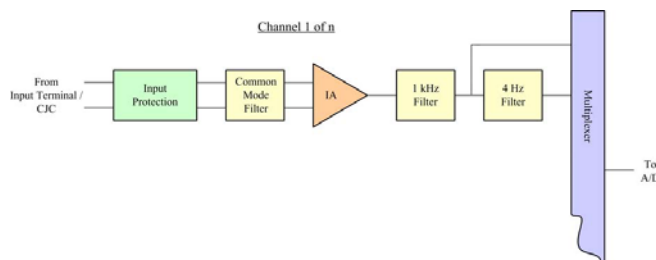 Channel 1 of n
From
Input Terminal /
CJC
Input
Protection
Common
Mode
Filter
IA
1 kHz
Filter
4 Hz
Filter
Multiplexer
To
A/D